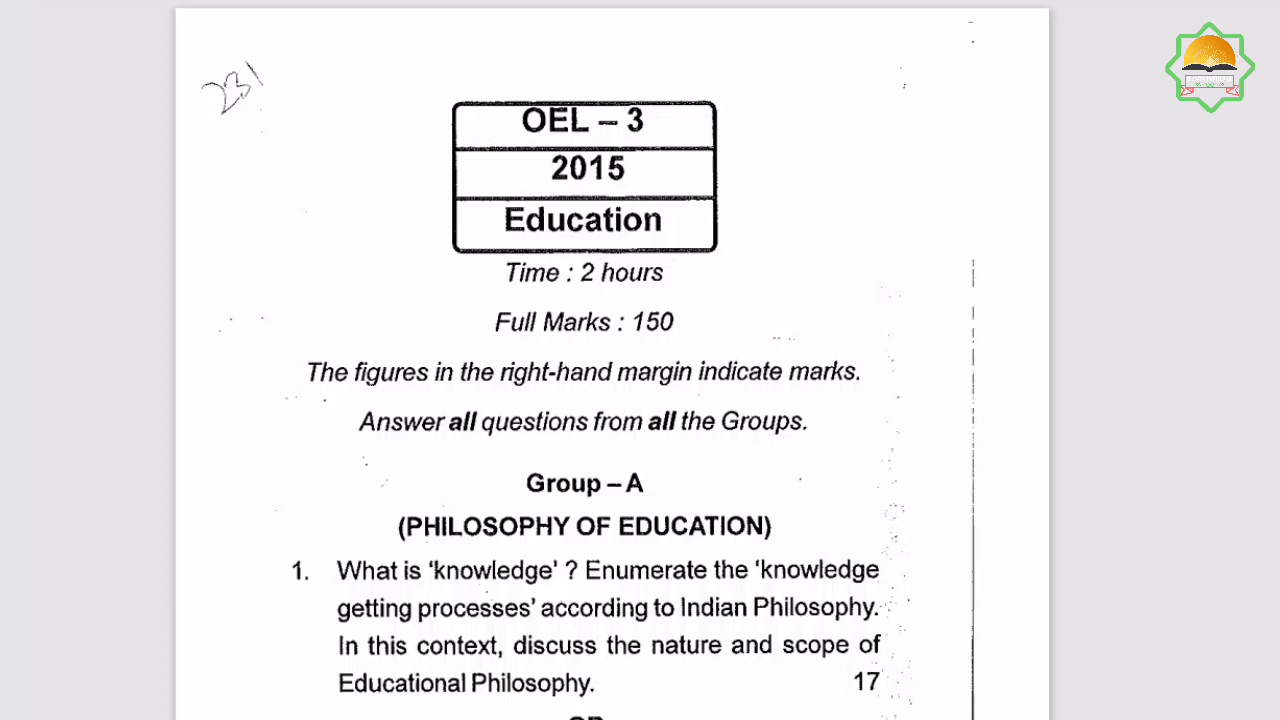 231
OEL – 3
2015
Education
Time : 2 hours
Full Marks : 150
The figures in the right-hand margin indicate marks.
Answer all questions from all the Groups.
Group – A
(PHILOSOPHY OF EDUCATION)
1. What is ‘knowledge’ ? Enumerate the ‘knowledge
getting processes’ according to Indian Philosophy.
In this context, discuss the nature and scope of
Educational Philosophy. 17